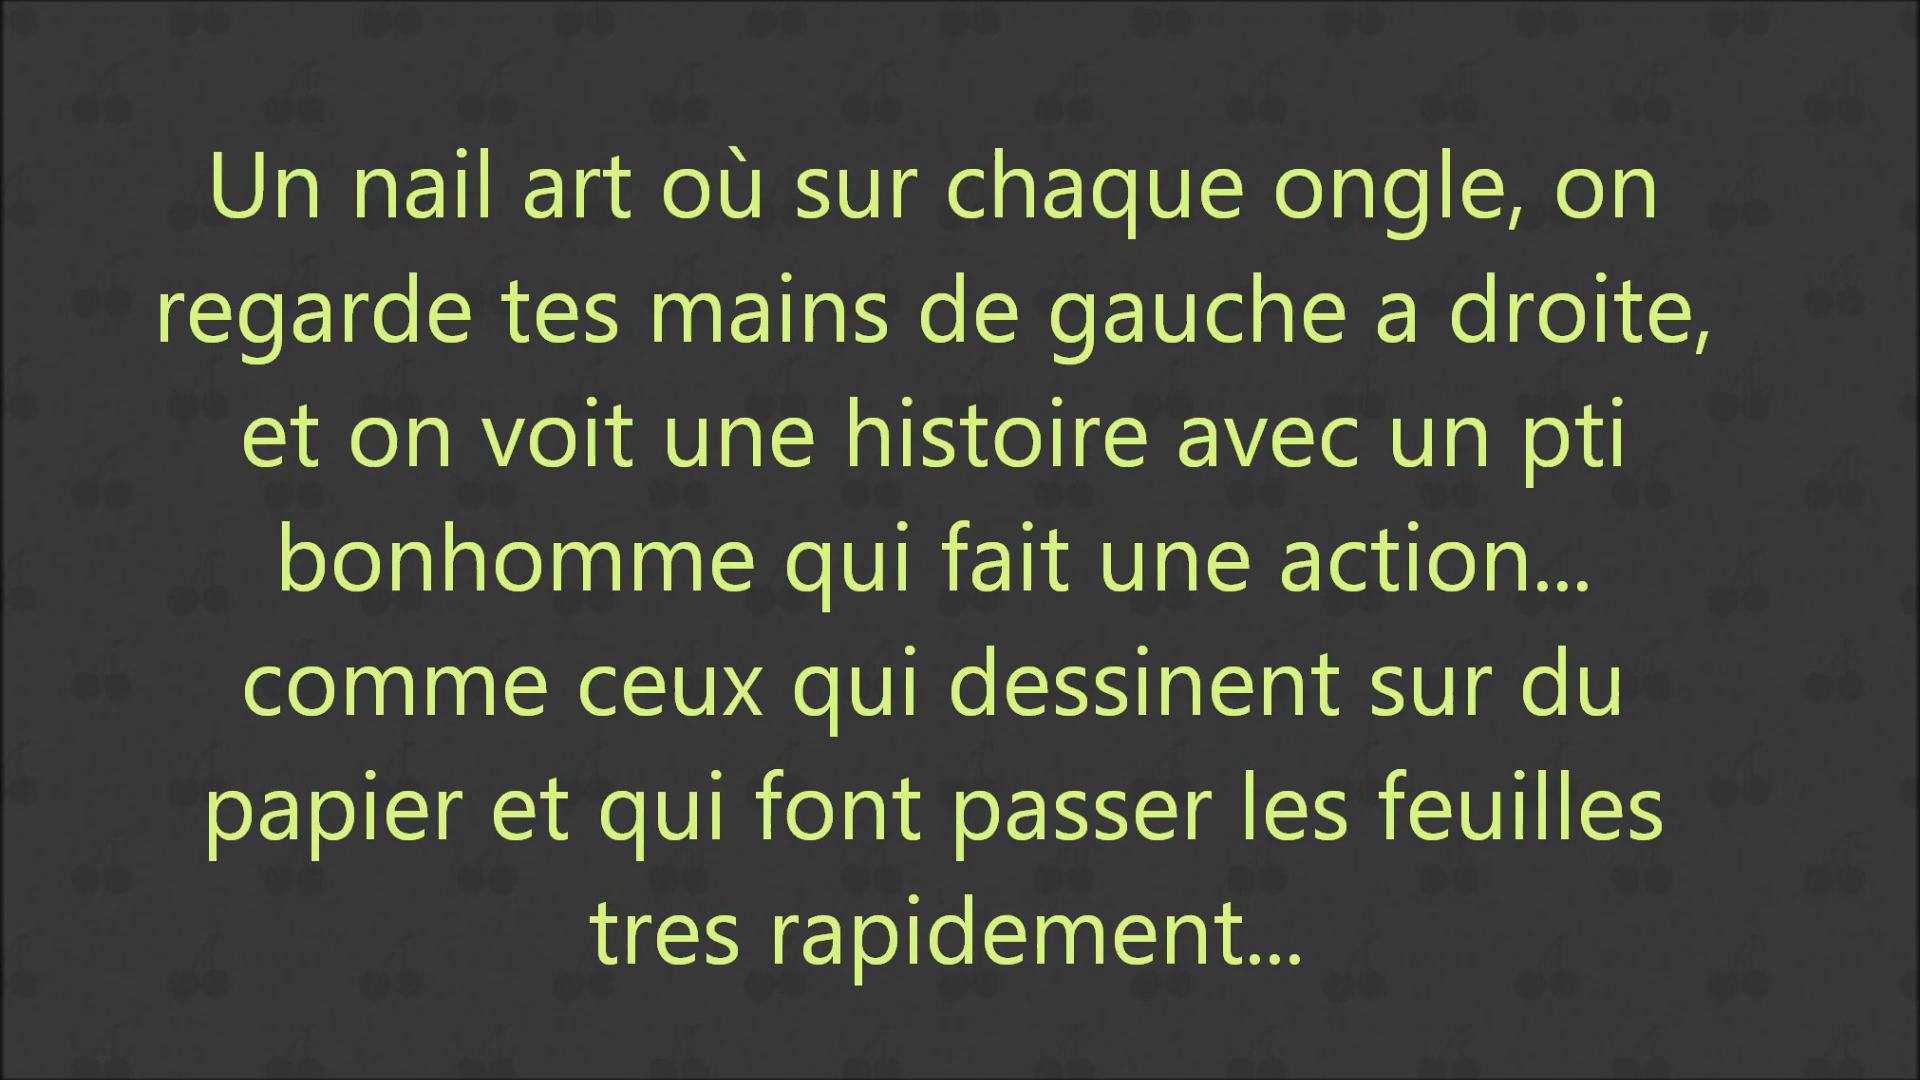 Un nail art où sur chaque ongle, on
regarde tes mains de gauche a droite,
et on voit une histoire avec un pti
bonhomme qui fait une action...
comme ceux qui dessinent sur du
papier et qui font passer les feuilles
tres rapidement...